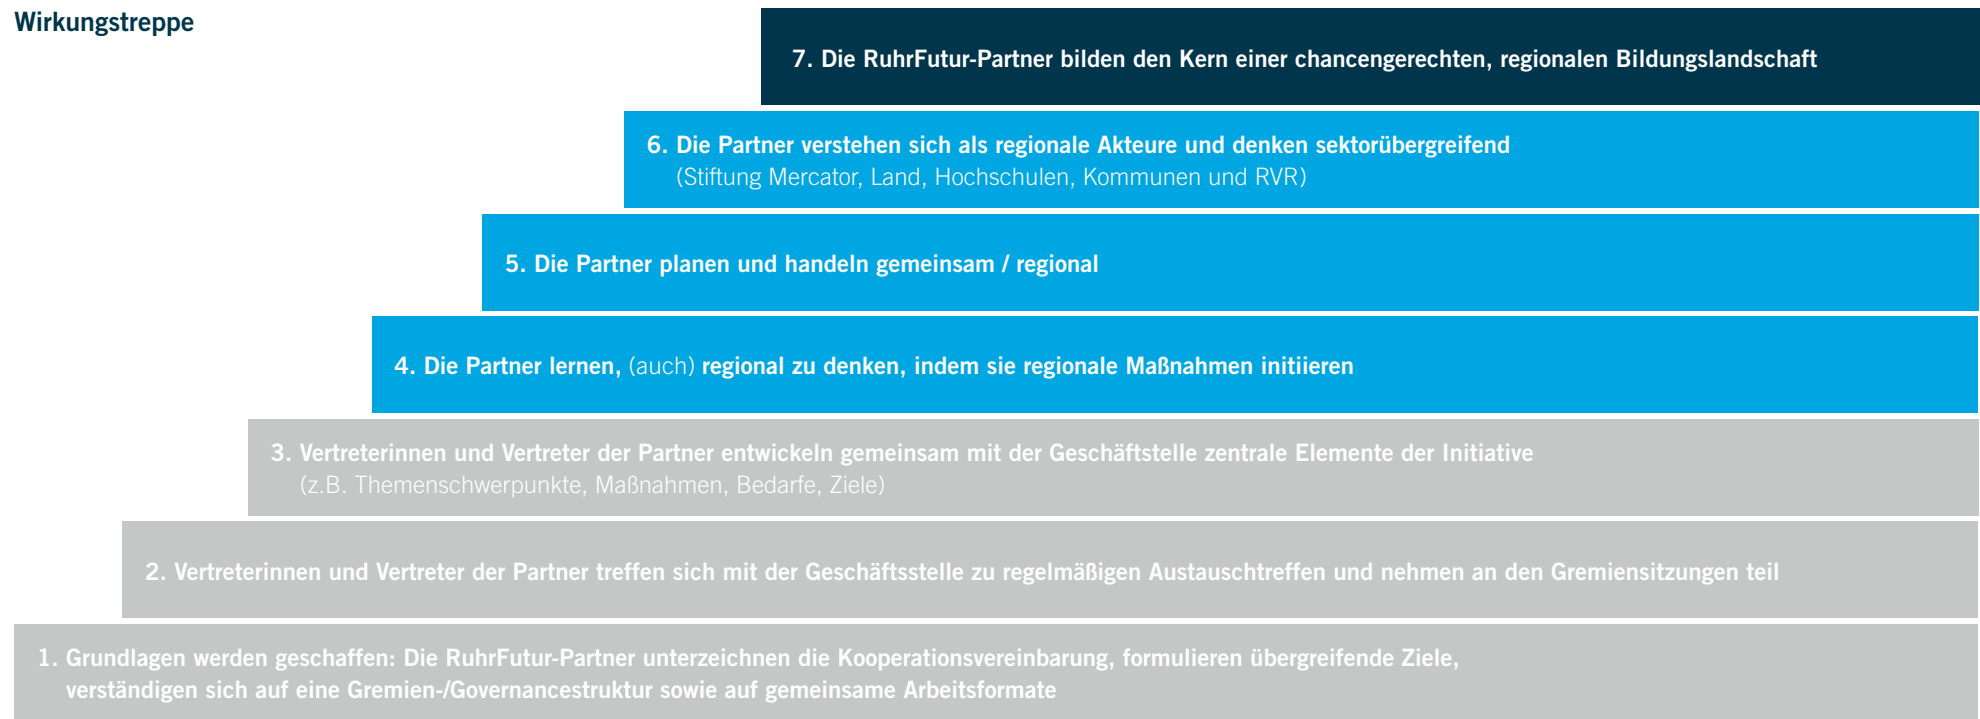 Wirkungstreppe
7. Die RuhrFutur-Partner bilden den Kern einer chancengerechten, regionalen Bildungslandschaft
6. Die Partner verstehen sich als regionale Akteure und denken sektorübergreifend
(Stiftung Mercator, Land, Hochschulen, Kommunen und RVR)
5. Die Partner planen und handeln gemeinsam / regional
4. Die Partner lernen, (auch) regional zu denken, indem sie regionale Maßnahmen initiieren
3. Vertreterinnen und Vertreter der Partner entwickeln gemeinsam mit der Geschäftstelle zentrale Elemente der Initiative
(z.B. Themenschwerpunkte, Maßnahmen, Bedarfe, Ziele)
2. Vertreterinnen und Vertreter der Partner treffen sich mit der Geschäftsstelle zu regelmäßigen Austauschtreffen und nehmen an den Gremiensitzungen teil
1. Grundlagen werden geschaffen: Die RuhrFutur-Partner unterzeichnen die Kooperationsvereinbarung, formulieren übergreifende Ziele,
verständigen sich auf eine Gremien-/Governancestruktur sowie auf gemeinsame Arbeitsformate